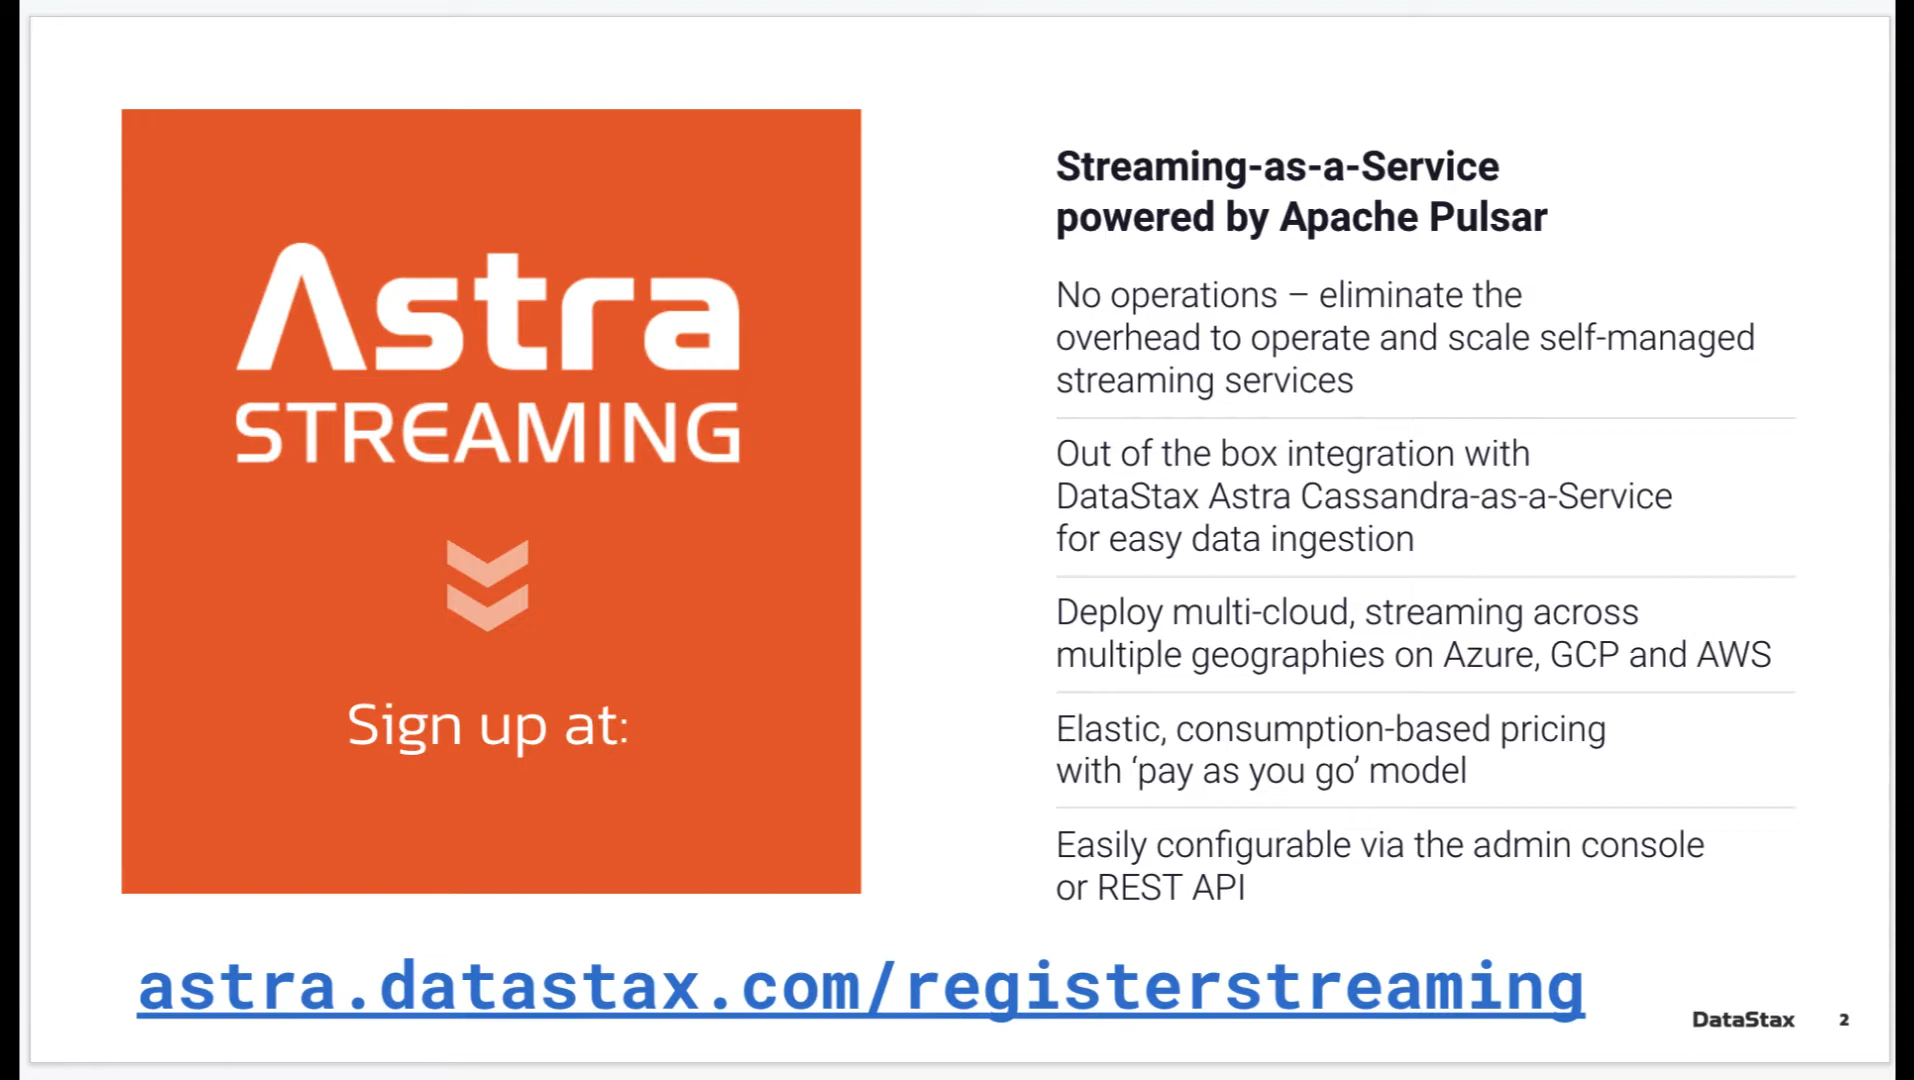 Astra
STREAMING
Sign up at:
Streaming-as-a-Service
powered by Apache Pulsar
No operations – eliminate the
overhead to operate and scale self-managed
streaming services
Out of the box integration with
DataStax Astra Cassandra-as-a-Service
for easy data ingestion
Deploy multi-cloud, streaming across
multiple geographies on Azure, GCP and AWS
Elastic, consumption-based pricing
with ‘pay as you go’ model
Easily configurable via the admin console
or REST API
astra.datastax.com/registerstreaming
DataStax 2